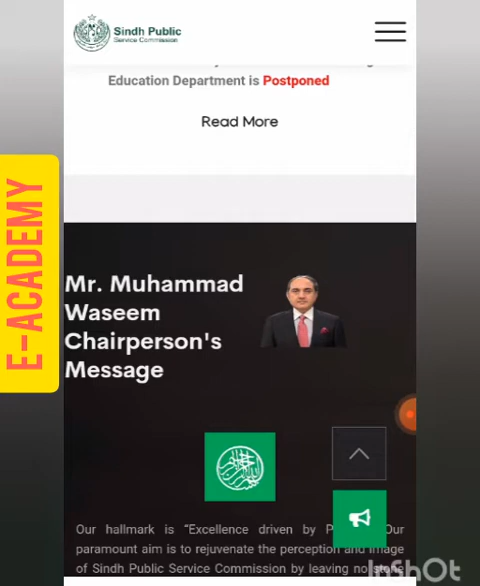 Sindh Public
Service Commission
Education Department is Postponed
Read More
E-ACADEMY
Mr. Muhammad
Waseem
Chairperson's
Message
Our hallmark is “Excellence driven by Our
paramount aim is to rejuvenate the perception and image
of Sindh Public Service Commission by leaving no stone